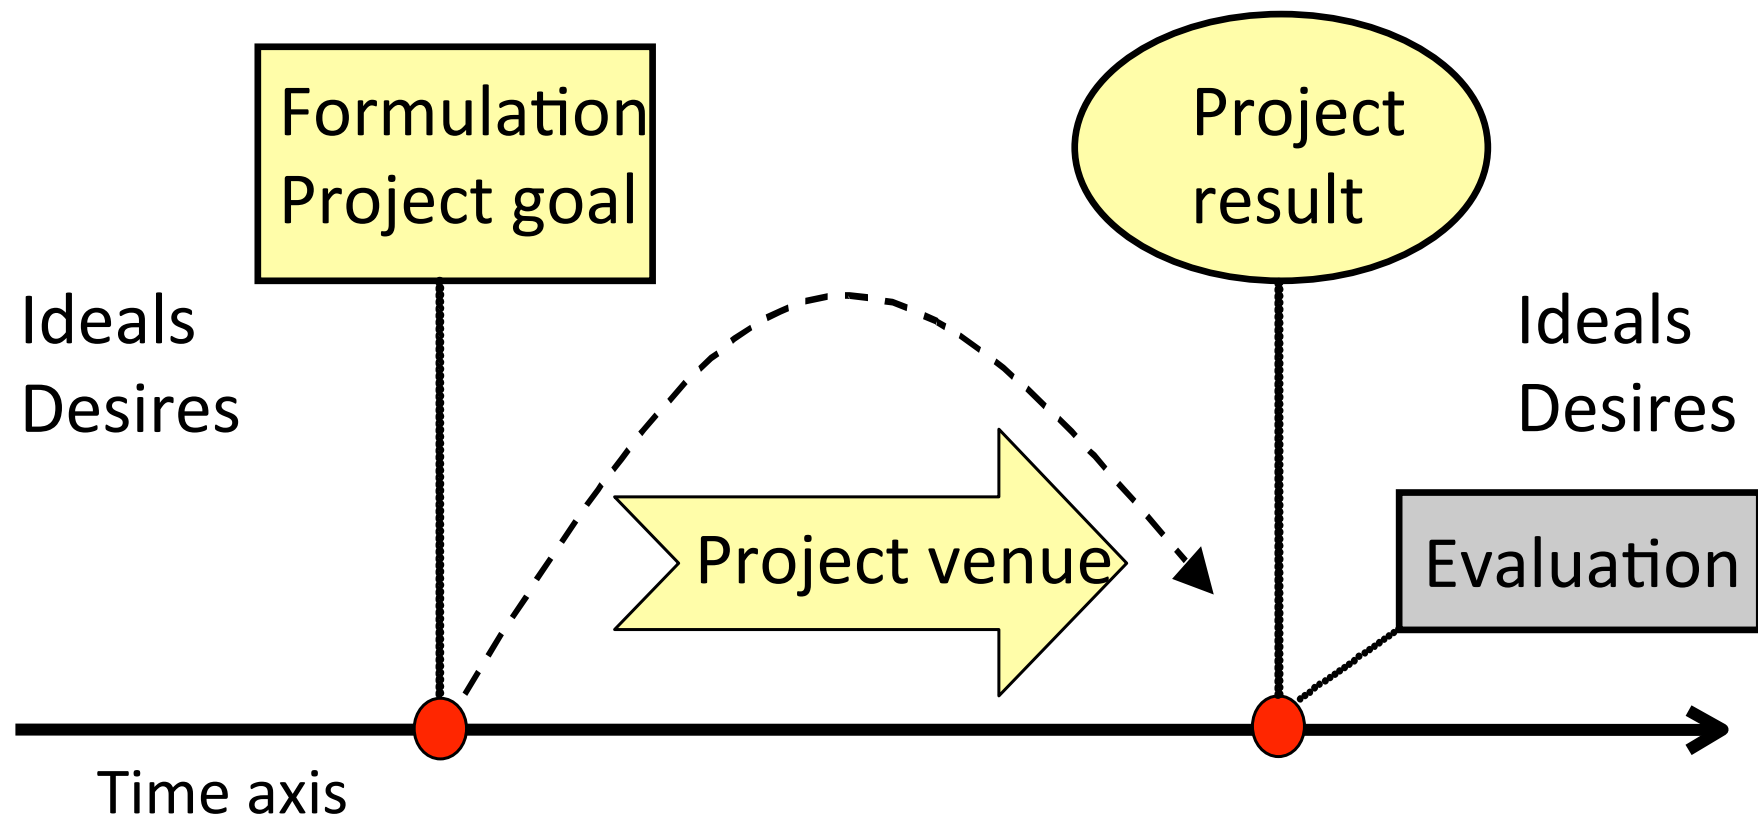 Formulation
Project goal
Project
result
Ideals
Desires
Ideals
Desires
Project venue
Evaluation
Time axis